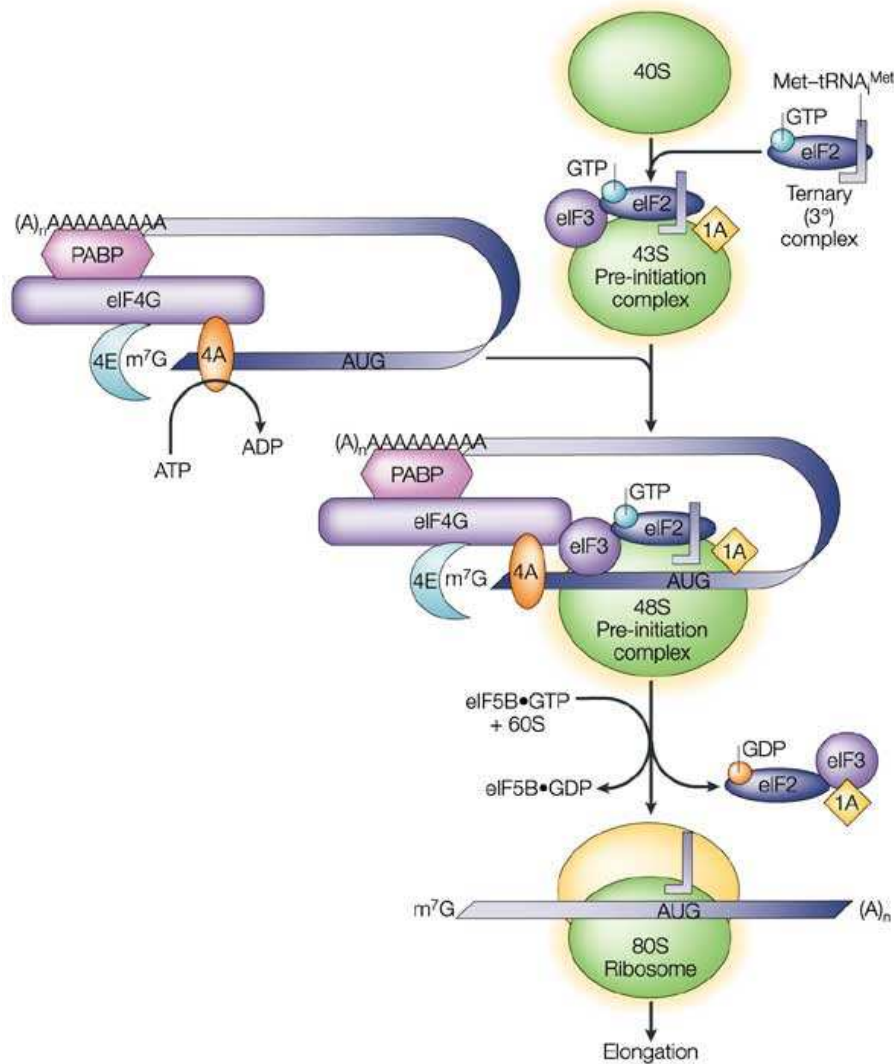 40S
Met–tRNAᵢᴹᵉᵗ
GTP
eIF2
Ternary
(3°)
complex
GTP
eIF2
eIF3
1A
43S
Pre-initiation
complex
(A)ₙAAAAAAAAA
PABP
eIF4G
4E
m⁷G
4A
AUG
ATP
ADP
(A)ₙAAAAAAAAA
PABP
eIF4G
GTP
eIF2
eIF3
1A
4E
m⁷G
4A
AUG
48S
Pre-initiation
complex
eIF5B•GTP
+ 60S
eIF5B•GDP
GDP
eIF2
eIF3
1A
m⁷G
AUG
(A)ₙ
80S
Ribosome
Elongation